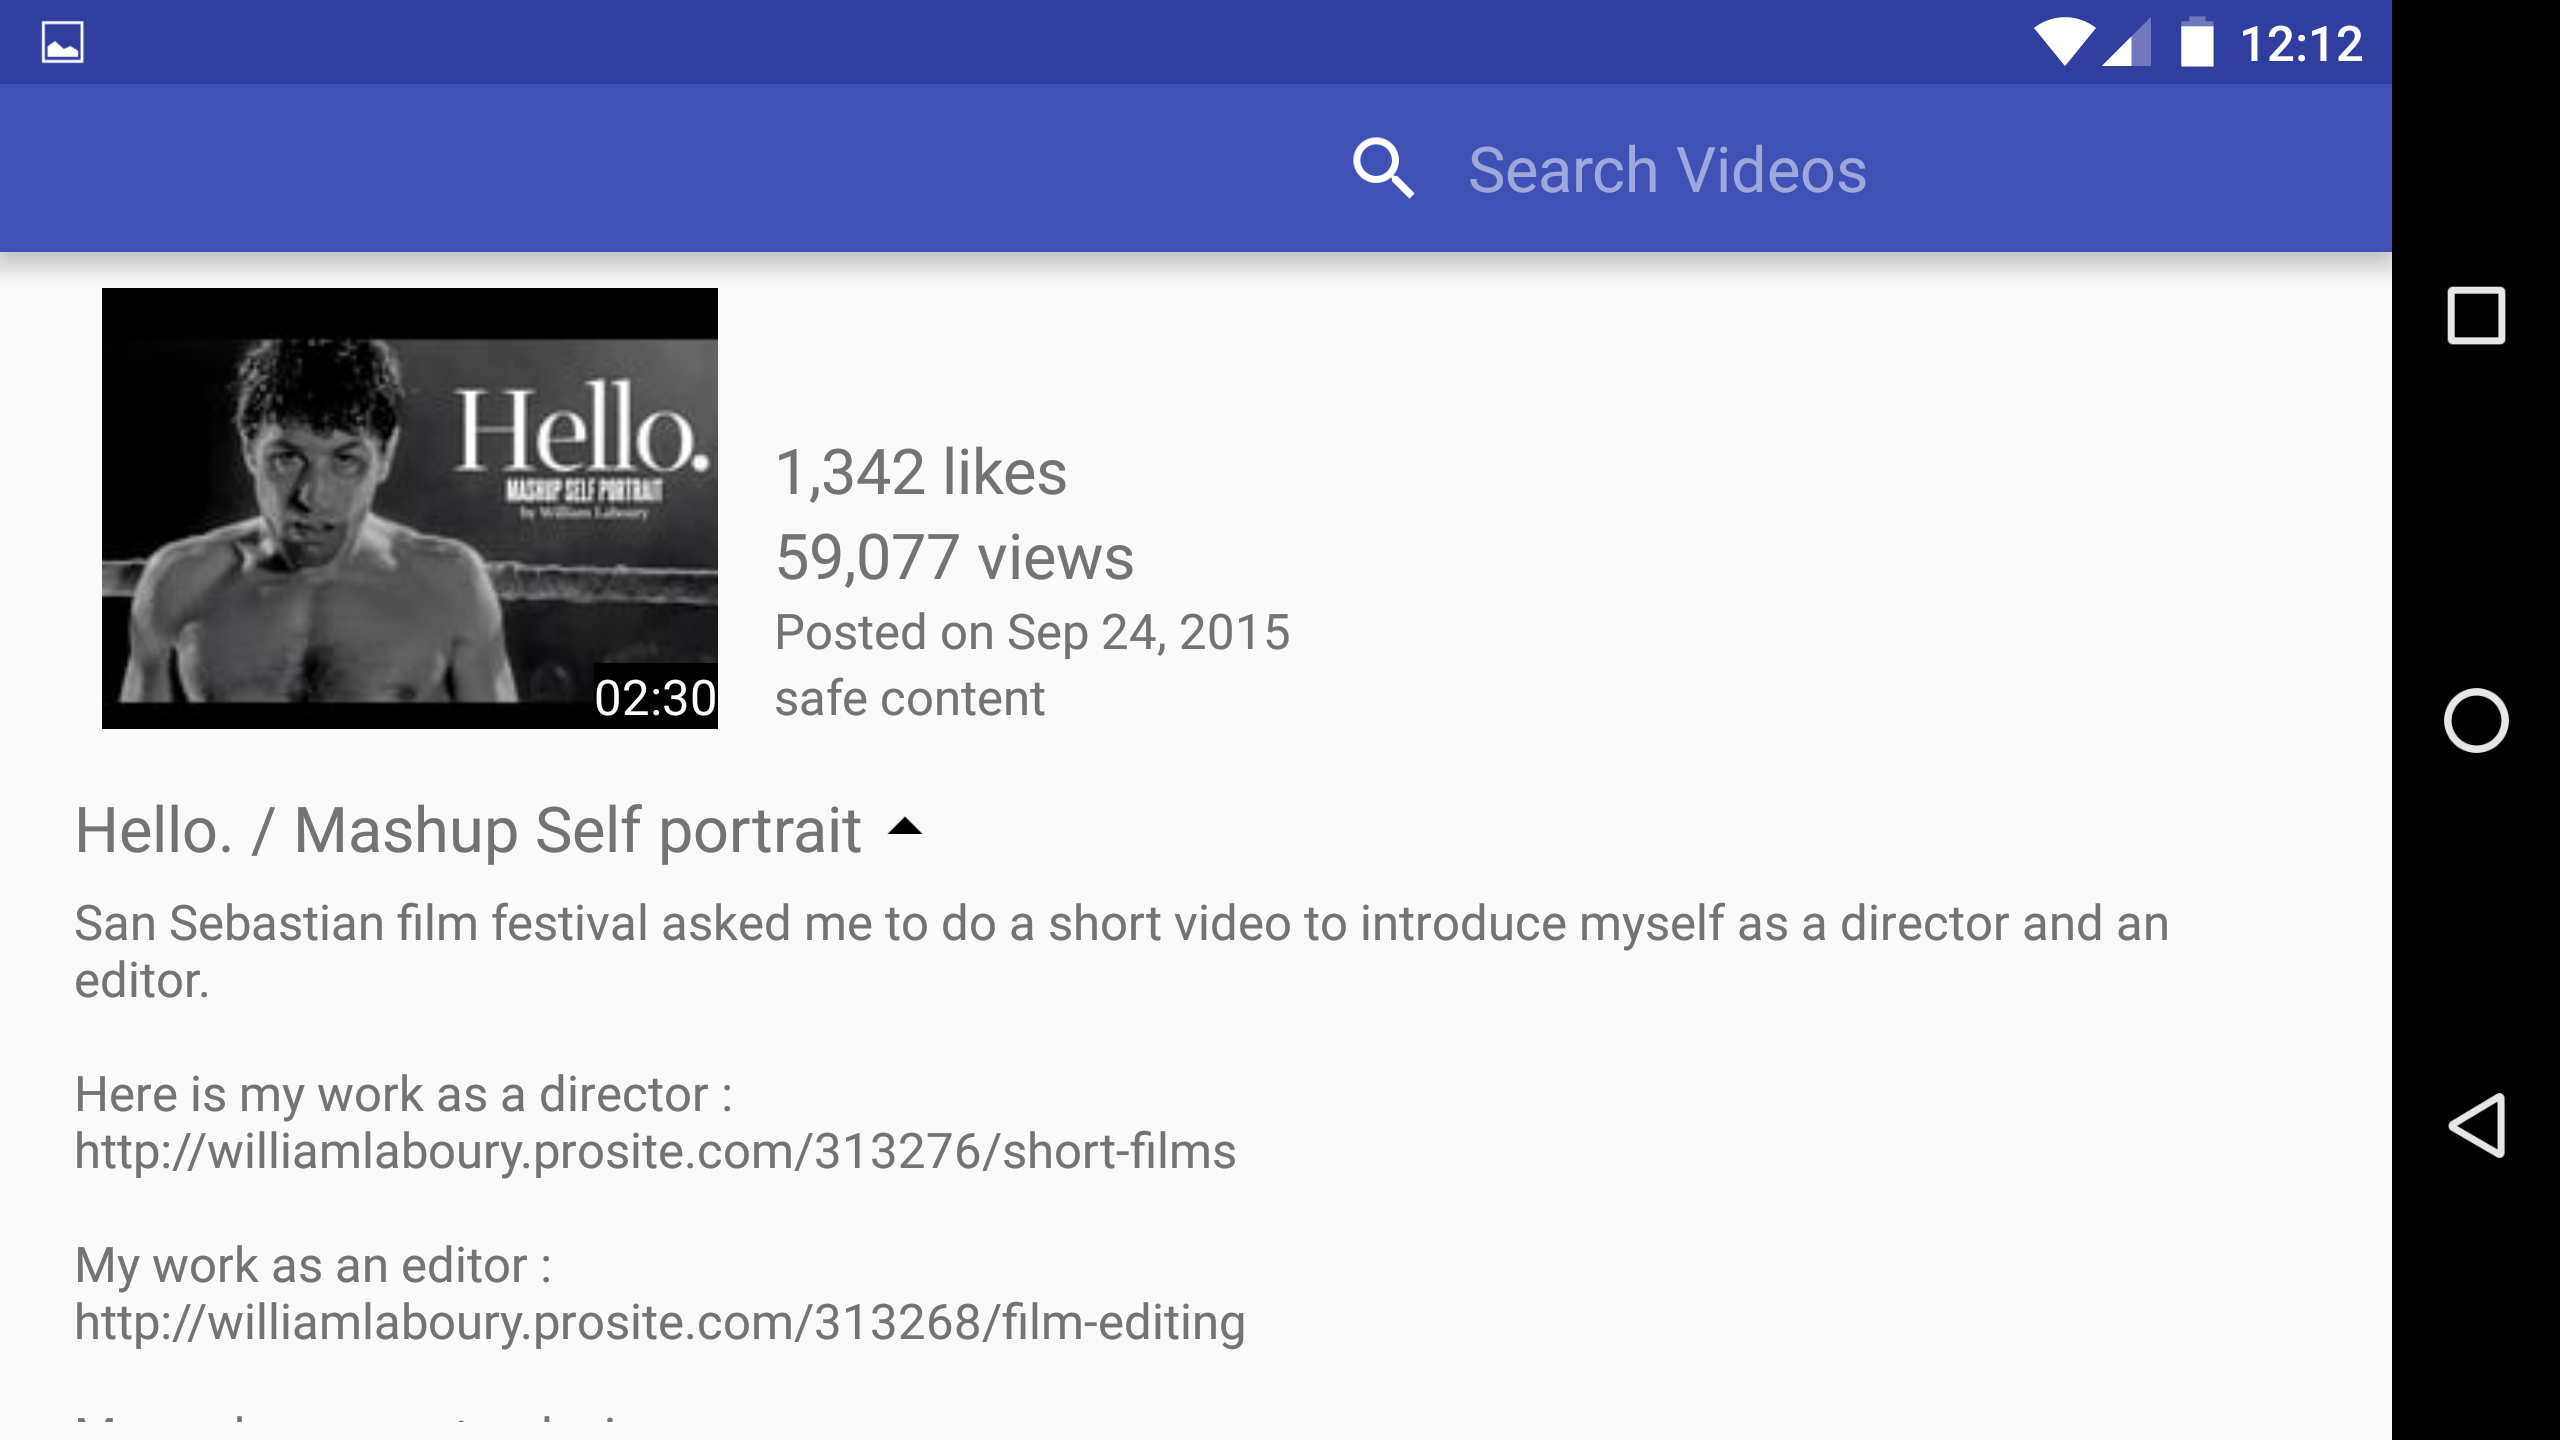 12:12
Search Videos
Hello.
MASHUP SELF PORTRAIT
by William Laboury
02:30
1,342 likes
59,077 views
Posted on Sep 24, 2015
safe content
Hello. / Mashup Self portrait
San Sebastian film festival asked me to do a short video to introduce myself as a director and an
editor.
Here is my work as a director :
http://williamlaboury.prosite.com/313276/short-films
My work as an editor :
http://williamlaboury.prosite.com/313268/film-editing